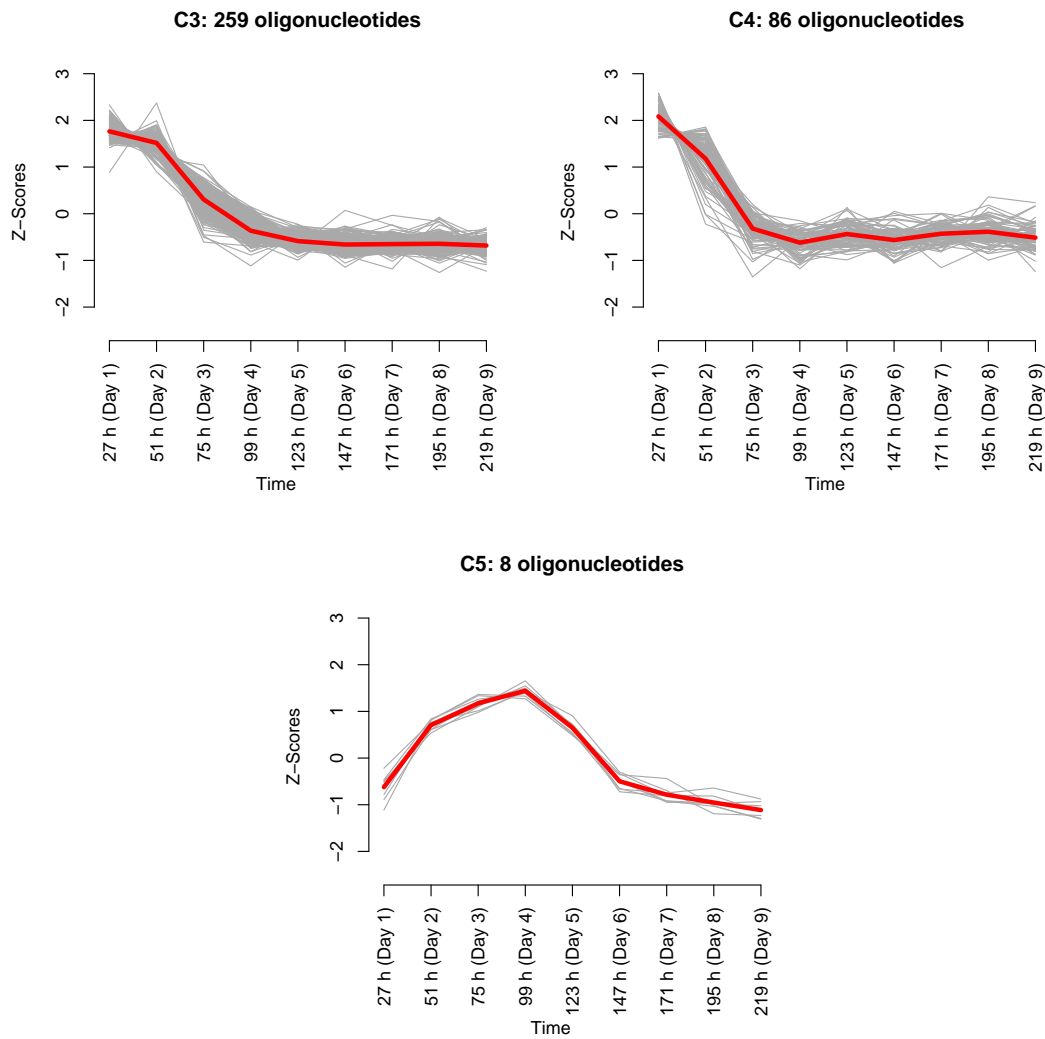 C3: 259 oligonucleotides
Z−Scores
3
2
1
0
−1
−2
27 h (Day 1)
51 h (Day 2)
75 h (Day 3)
99 h (Day 4)
123 h (Day 5)
147 h (Day 6)
171 h (Day 7)
195 h (Day 8)
219 h (Day 9)
Time
C4: 86 oligonucleotides
Z−Scores
3
2
1
0
−1
−2
27 h (Day 1)
51 h (Day 2)
75 h (Day 3)
99 h (Day 4)
123 h (Day 5)
147 h (Day 6)
171 h (Day 7)
195 h (Day 8)
219 h (Day 9)
Time
C5: 8 oligonucleotides
Z−Scores
3
2
1
0
−1
−2
27 h (Day 1)
51 h (Day 2)
75 h (Day 3)
99 h (Day 4)
123 h (Day 5)
147 h (Day 6)
171 h (Day 7)
195 h (Day 8)
219 h (Day 9)
Time